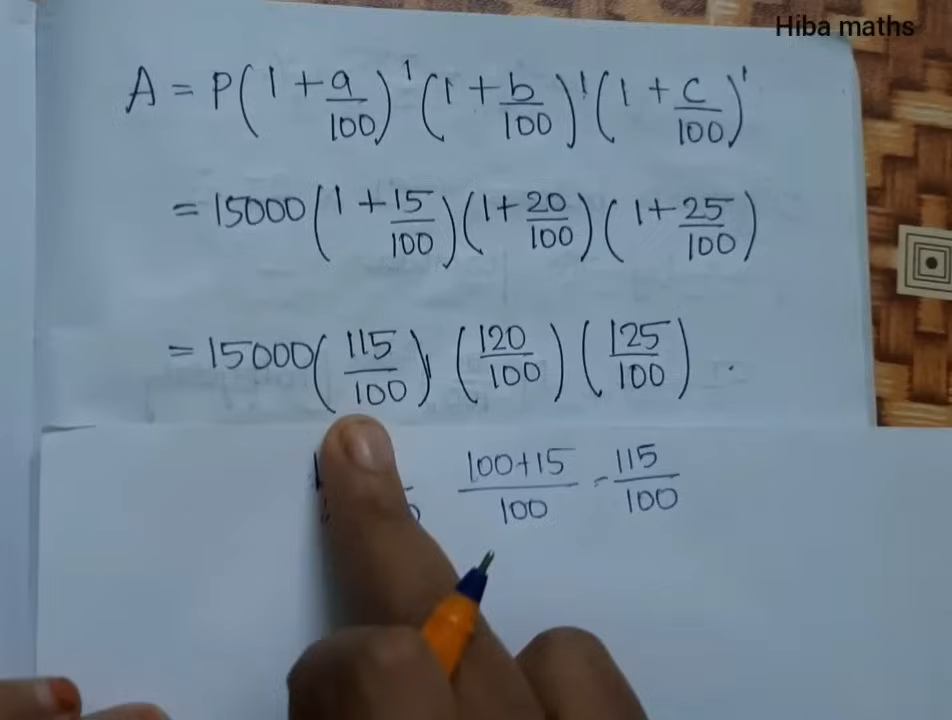 Hiba maths
A = P(1 + a/100)¹ (1 + b/100)¹ (1 + c/100)¹
= 15000(1 + 15/100)(1 + 20/100)(1 + 25/100)
= 15000(115/100)(120/100)(125/100)
100+15/100 - 115/100